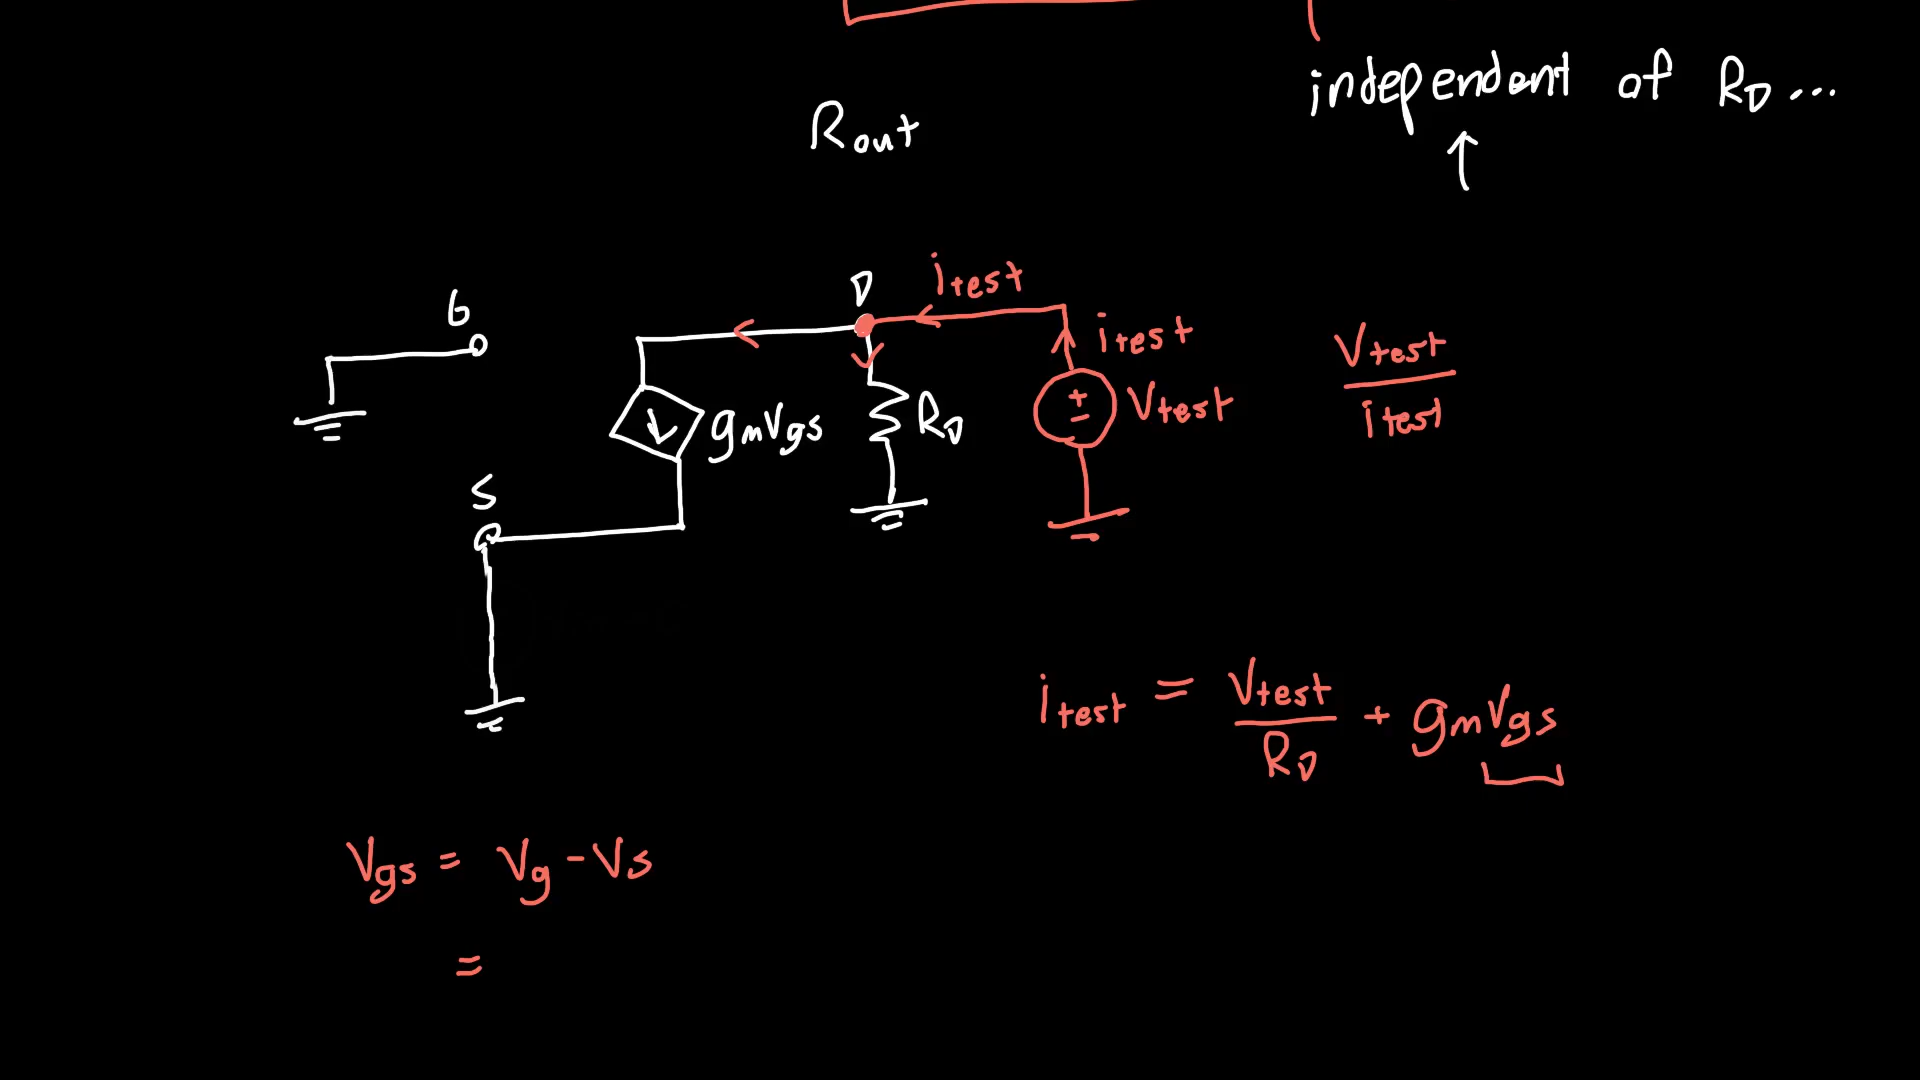 independent of RD ...
Rout
G
D
itest
itest
Vtest
gmVgs
RD
Vtest / itest
S
itest = Vtest / RD + gmVgs
Vgs = Vg - Vs
=